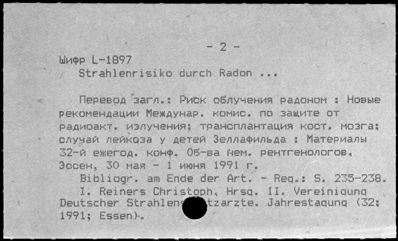 - 2 -
Шифр L-1897
Strahlenrisiko durch Radon ...
Перевод загл.: Риск облучения радоном : Новые
рекомендации Междунар. комис. по защите от
радиоакт. излучения; трансплантация кост. мозга;
случай лейкоза у детей Зеллафильда : Материалы
32-й ежегод. конф. Об-ва нем. рентгенологов,
Эссен, 30 мая - 1 июня 1991 г.
Bibliogr. am Ende der Art. - Reg.: S. 235-238.
I. Reiners Christoph, Hrsg. II. Vereinigung
Deutscher Strahlens tzarzte. Jahrestagung (32;
1991; Essen).